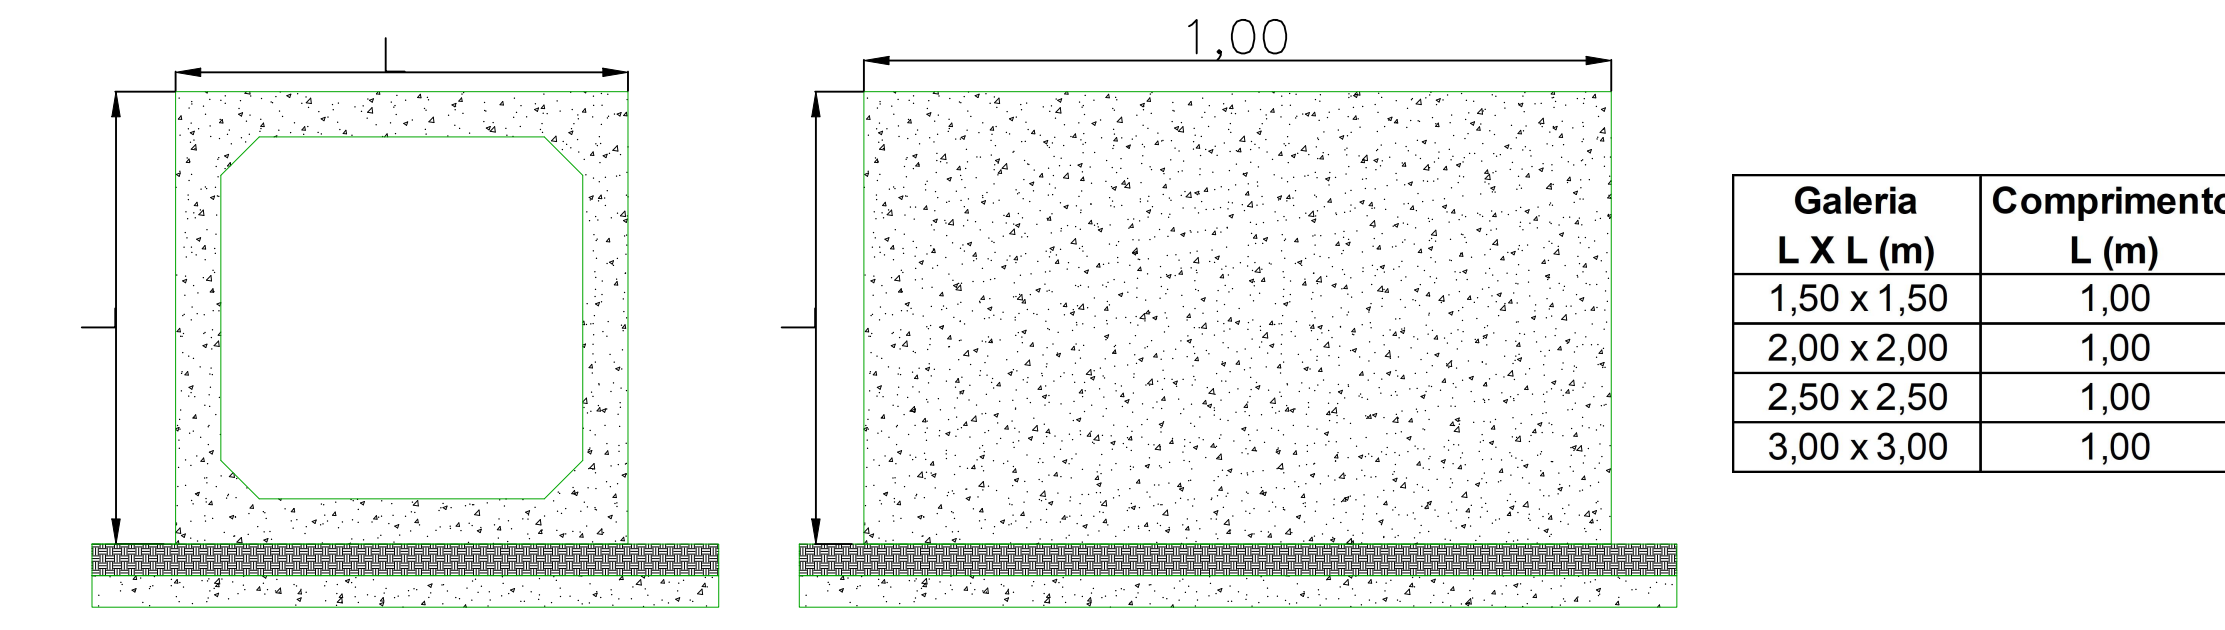 L
1,00
L
L
Galeria
L X L (m)
Comprimento
L (m)
1,50 x 1,50
1,00
2,00 x 2,00
1,00
2,50 x 2,50
1,00
3,00 x 3,00
1,00